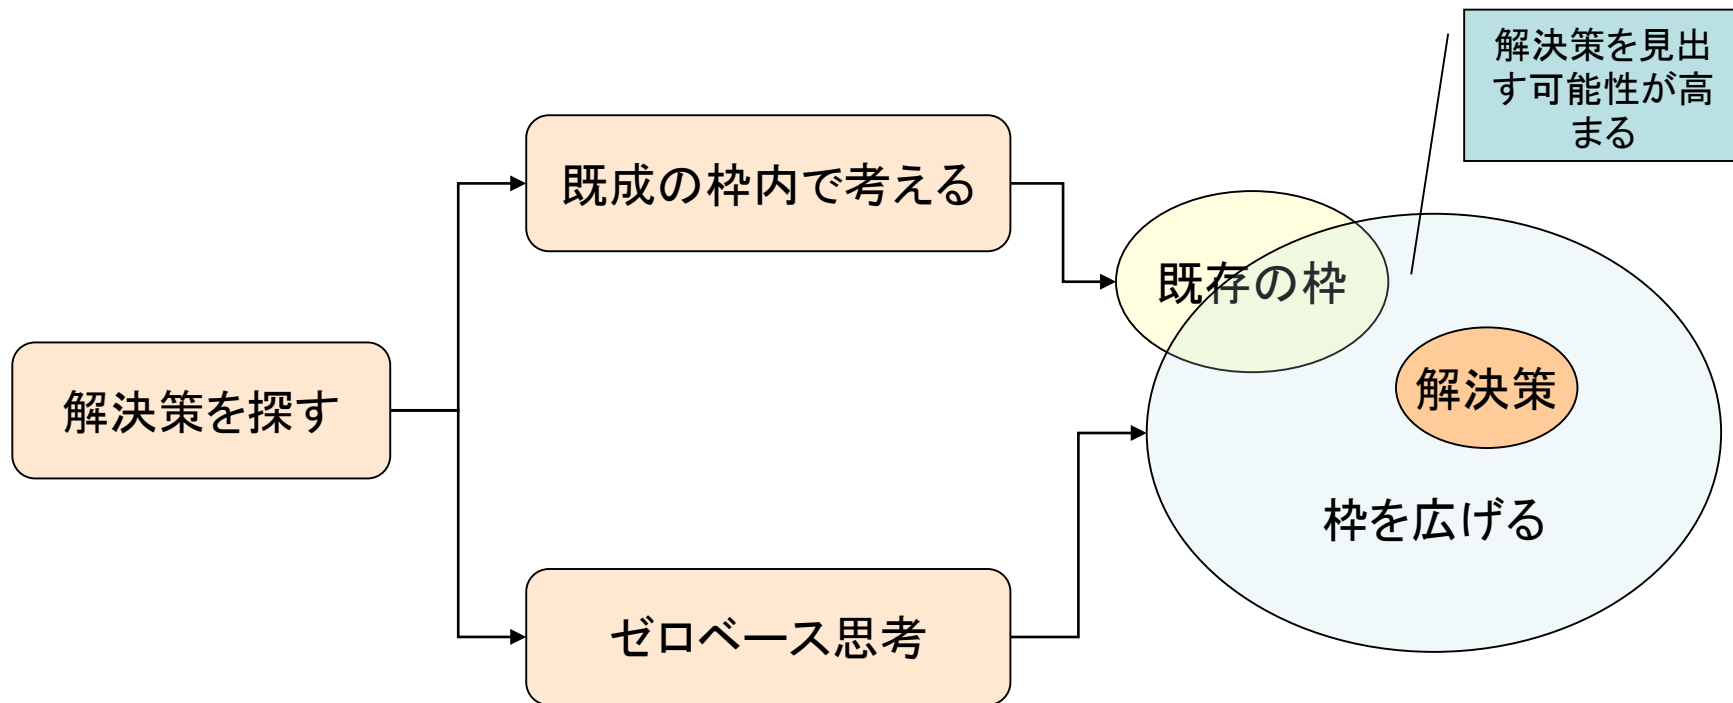 解決策を見出
す可能性が高
まる
既成の枠内で考える
既存の枠
解決策を探す
解決策
枠を広げる
ゼロベース思考